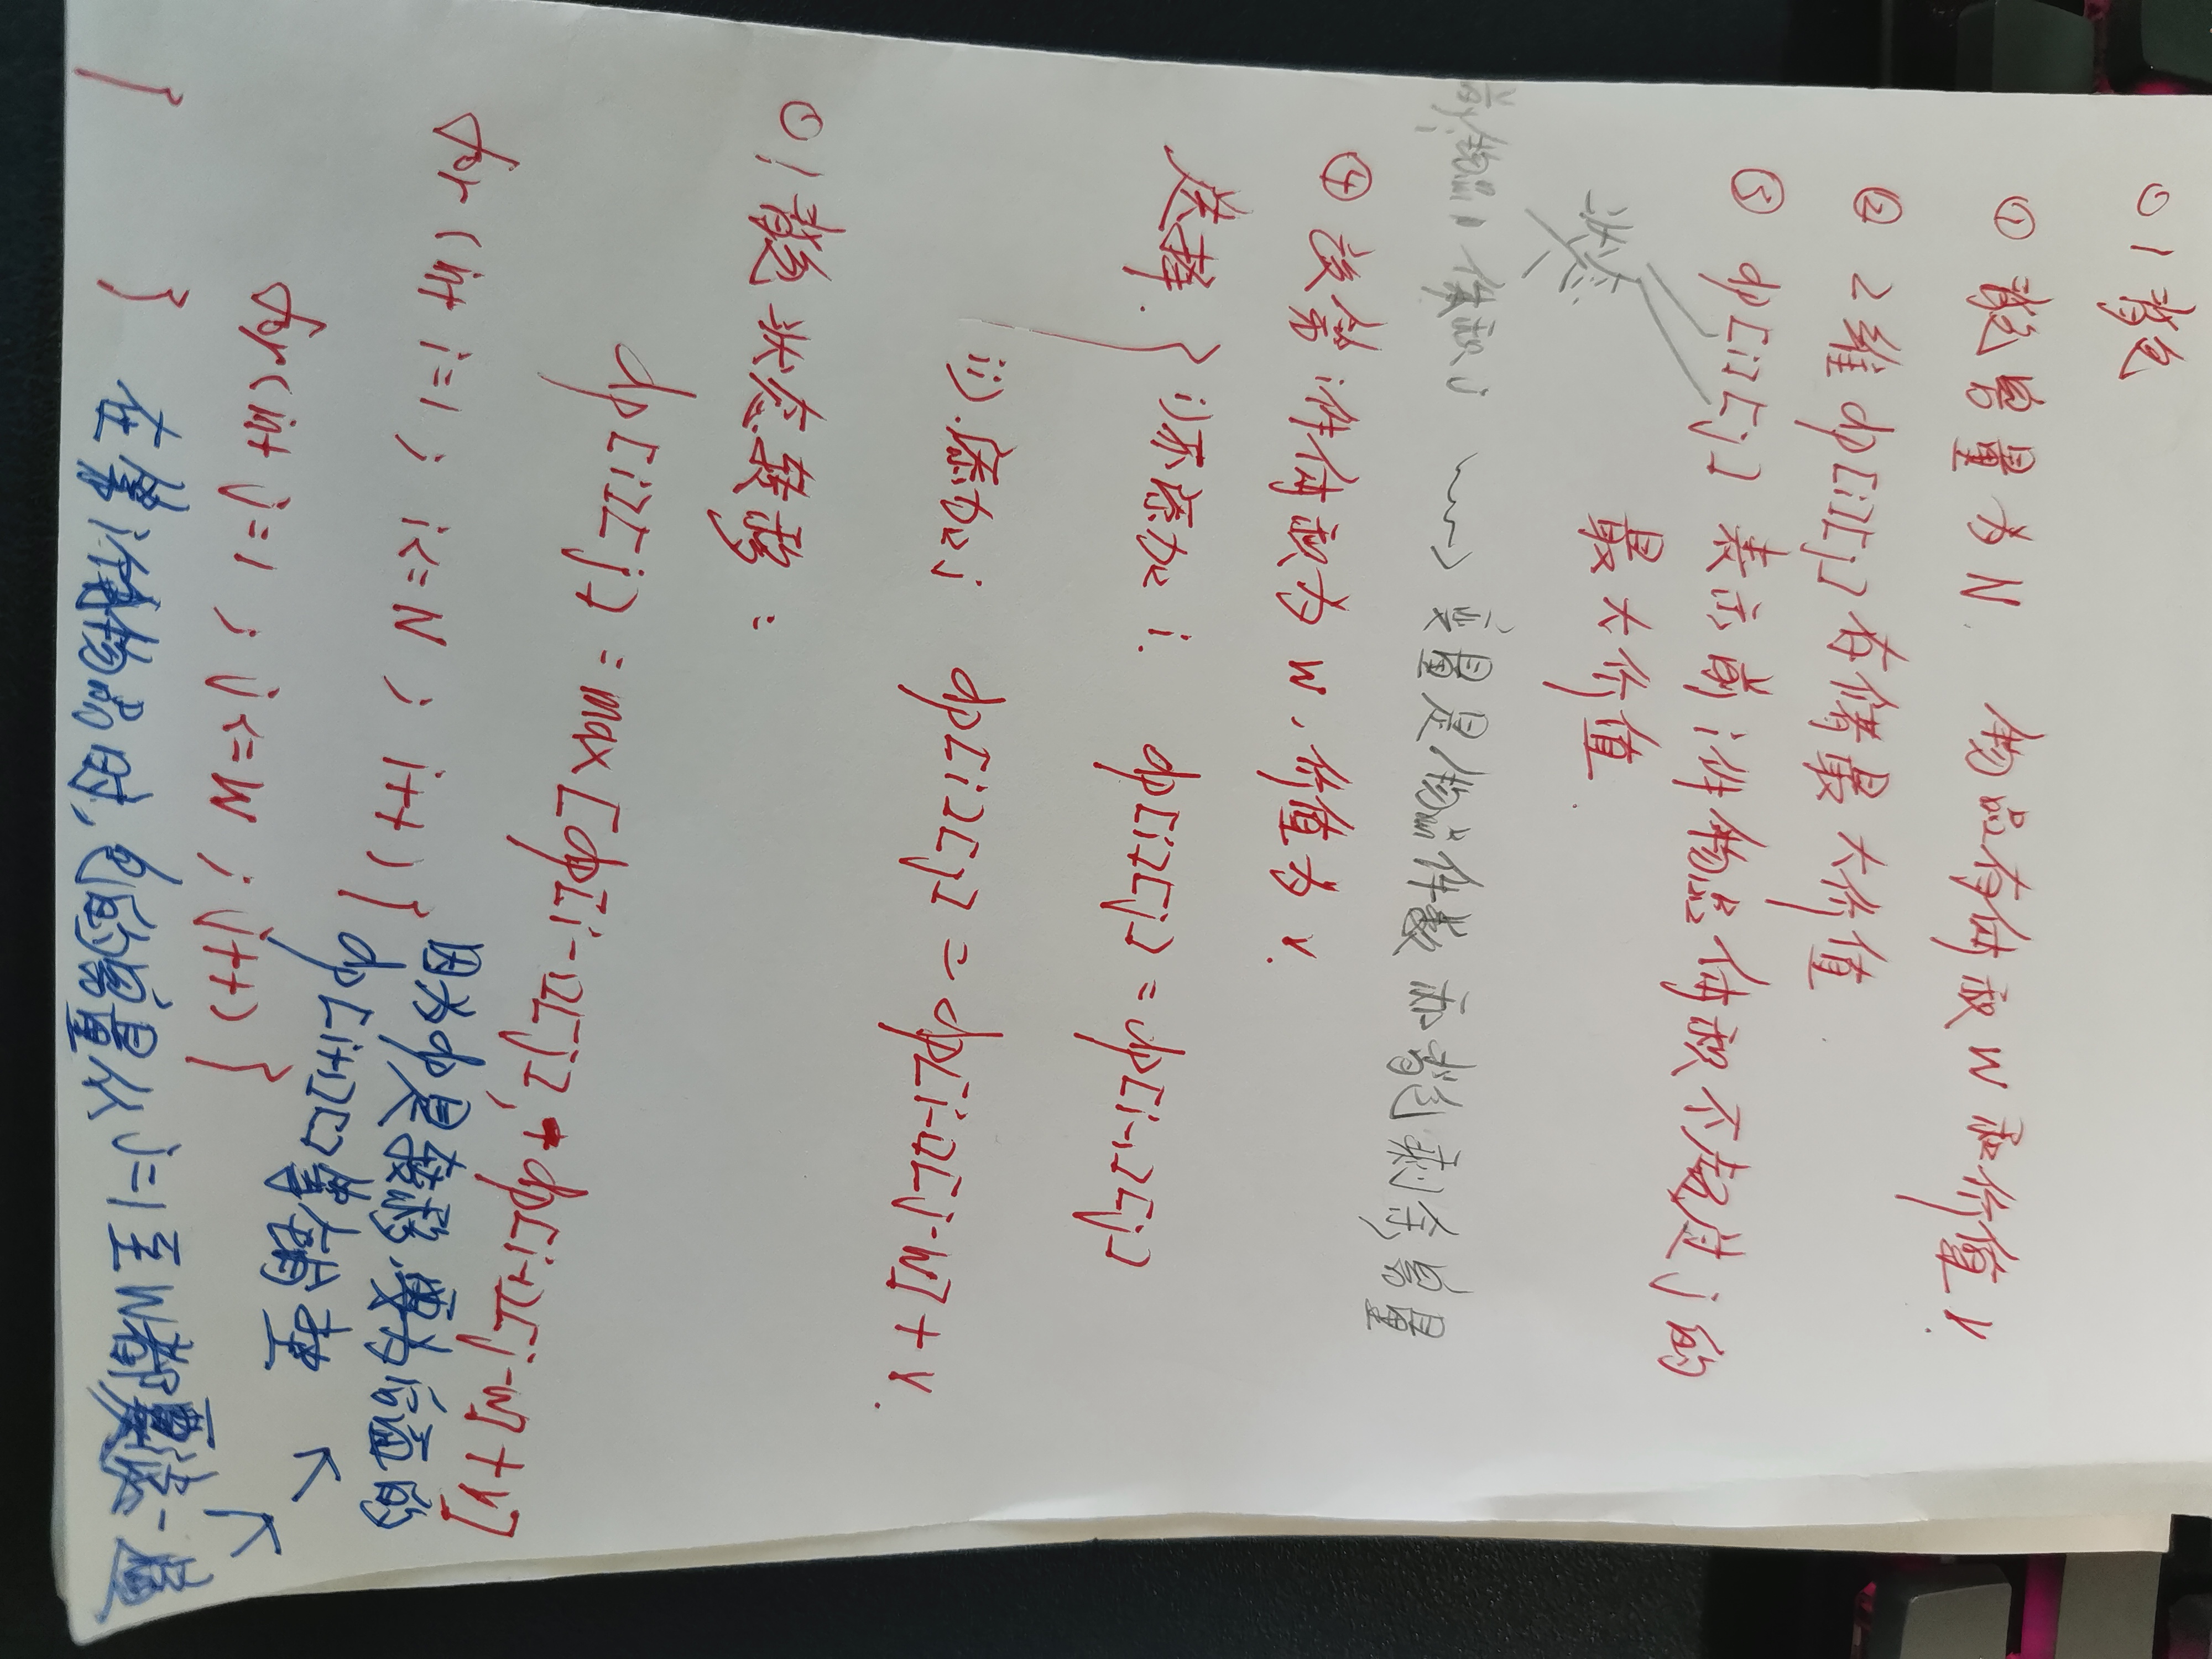 01背包
① 背包容量为N. 物品有体积W和价值V.
② 2维dp[i][j]存储最大价值.
③ dp[i][j] 表示前i件物品体积不超过j的
最大价值.
状态
前i物品 体积j → 变量是物品件数和背包剩余容量
④ 设第i件体积为w,价值为v.
选择. { i)不添加i. dp[i][j] = dp[i-1][j]
ii).添加j dp[i][j] = dp[i-1][j-w]+v.
01背包状态转移:
dp[i][j] = max[dp[i-1][j], dp[i-1][j-w]+v]
for(int i=1; i<=N; i++){
因为dp是转移,要为后面的
dp[i+1][]等铺垫
for(int j=1; j<=W; j++){
} }
在第i件物品时,包的容量从j=1至W都要滤一遍